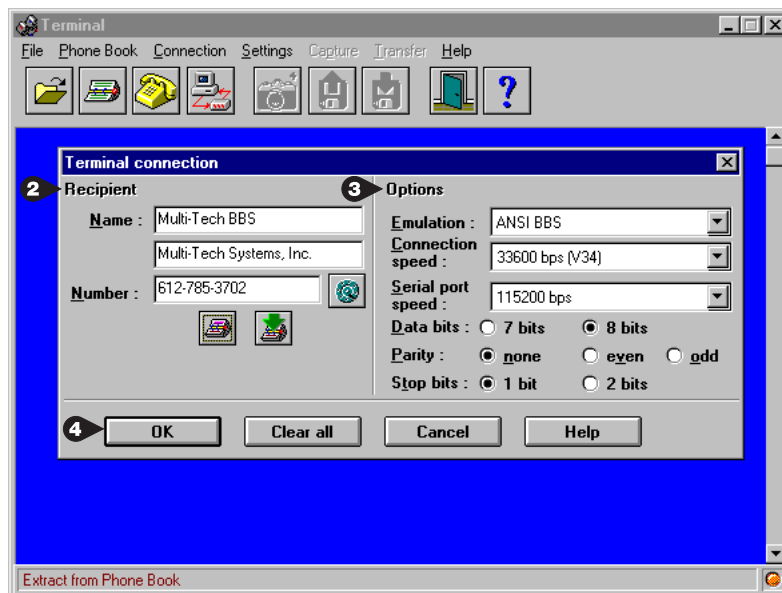 Terminal
File Phone Book Connection Settings Capture Transfer Help
?
Terminal connection
2 Recipient
Name : Multi-Tech BBS
Multi-Tech Systems, Inc.
Number : 612-785-3702
3 Options
Emulation : ANSI BBS
Connection
speed : 33600 bps (V34)
Serial port
speed : 115200 bps
Data bits : 7 bits 8 bits
Parity : none even odd
Stop bits : 1 bit 2 bits
4 OK Clear all Cancel Help
Extract from Phone Book